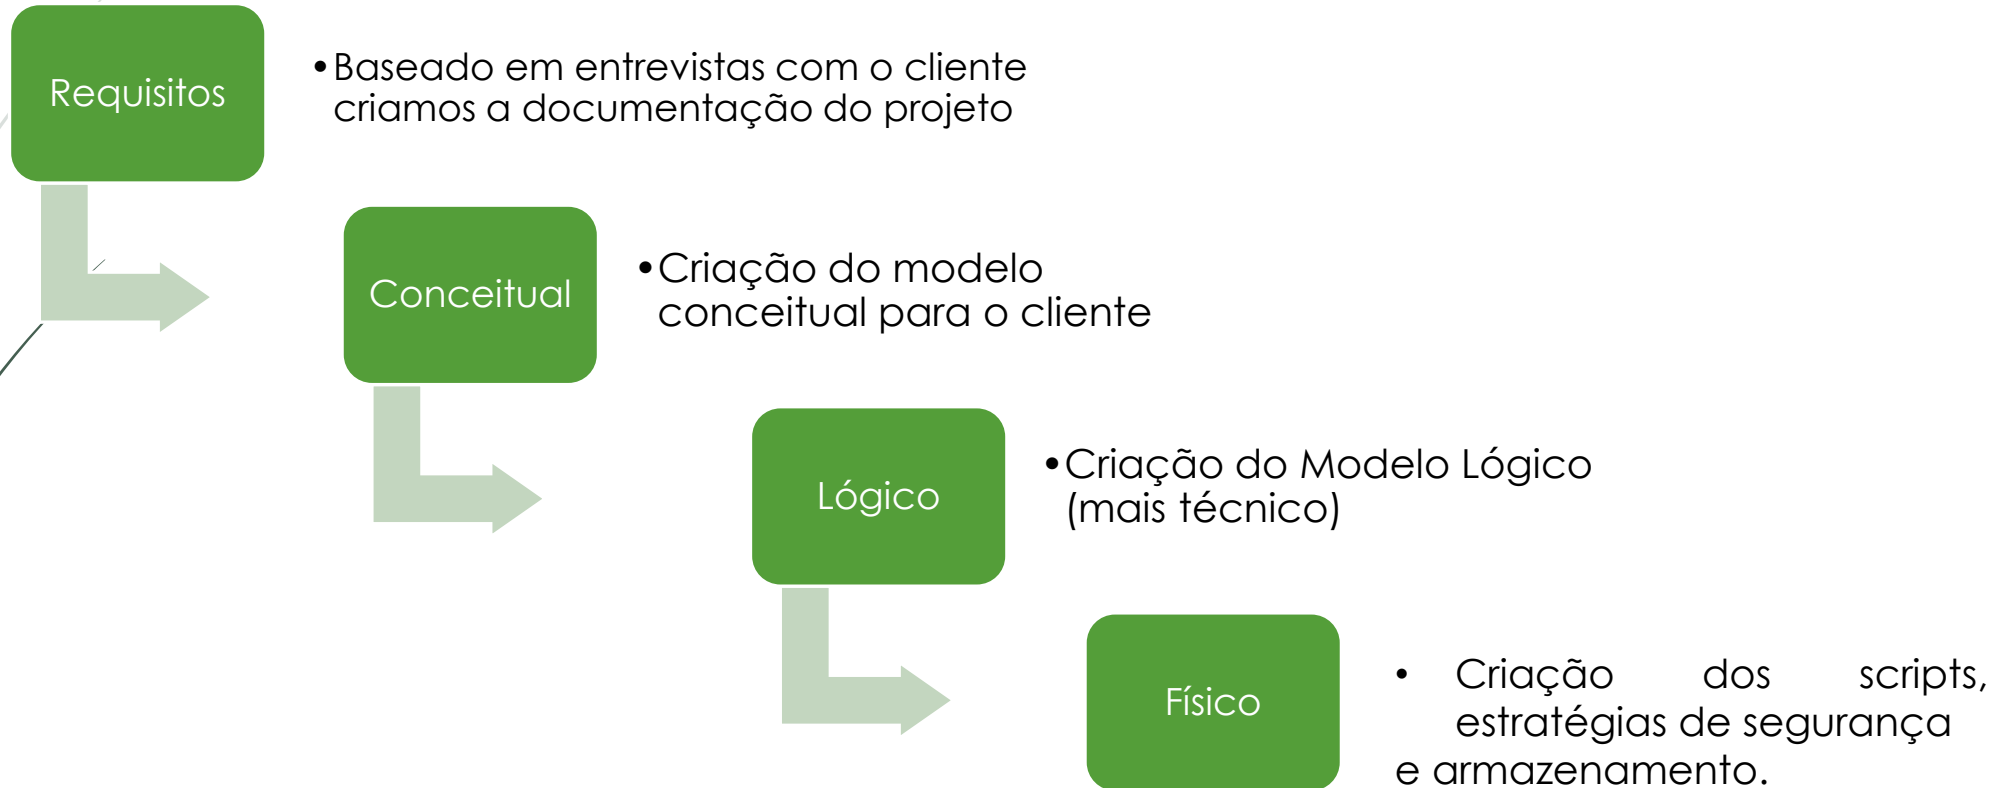 Requisitos
•Baseado em entrevistas com o cliente
criamos a documentação do projeto
Conceitual
•Criação do modelo
conceitual para o cliente
Lógico
•Criação do Modelo Lógico
(mais técnico)
Físico
• Criação dos scripts,
estratégias de segurança
e armazenamento.